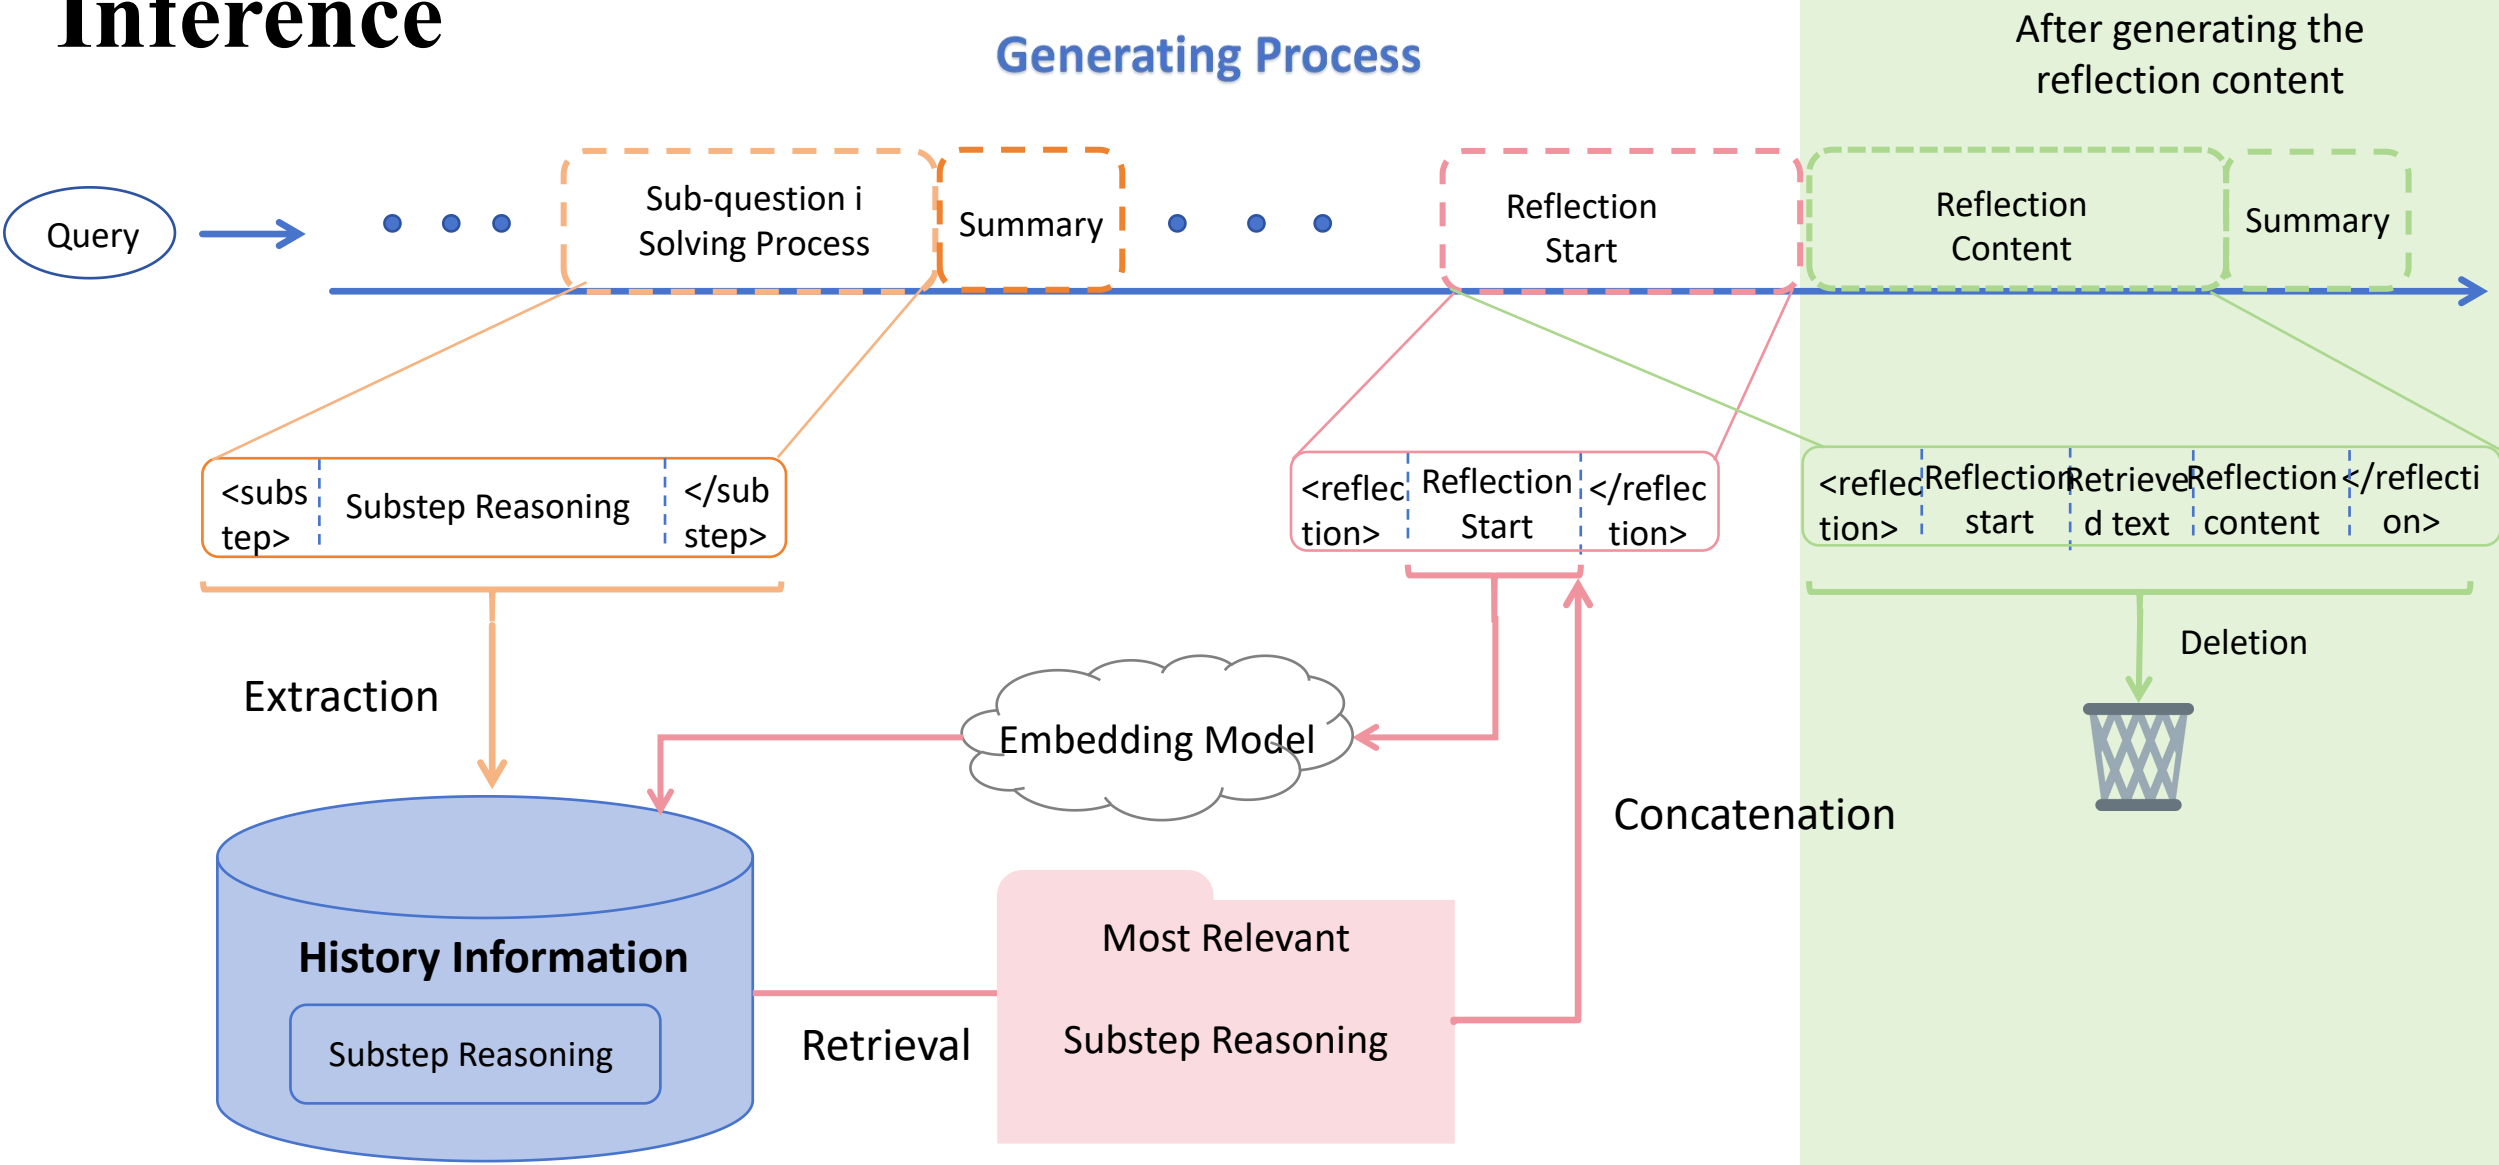 Inference
Generating Process
After generating the
reflection content
Query
Sub-question i
Solving Process
Summary
Reflection
Start
Reflection
Content
Summary
<subs
tep>
Substep Reasoning
</sub
step>
<reflec
tion>
Reflection
Start
</reflec
tion>
<reflec
tion>
Reflection
start
Retrieve
d text
Reflection
content
</reflecti
on>
Extraction
Embedding Model
Deletion
Concatenation
History Information
Substep Reasoning
Retrieval
Most Relevant
Substep Reasoning